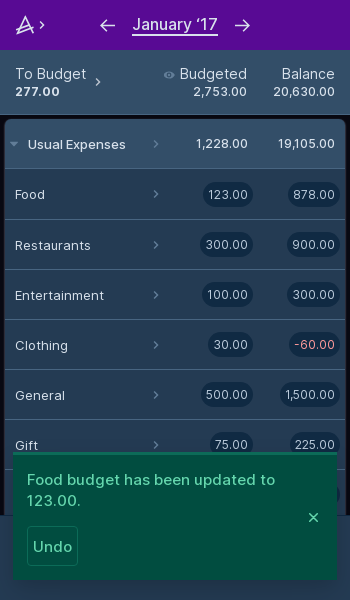 January ‘17
To Budget Budgeted Balance
277.00 2,753.00 20,630.00
Usual Expenses 1,228.00 19,105.00
Food 123.00 878.00
Restaurants 300.00 900.00
Entertainment 100.00 300.00
Clothing 30.00 -60.00
General 500.00 1,500.00
Gift 75.00 225.00
Food budget has been updated to
123.00.
Undo